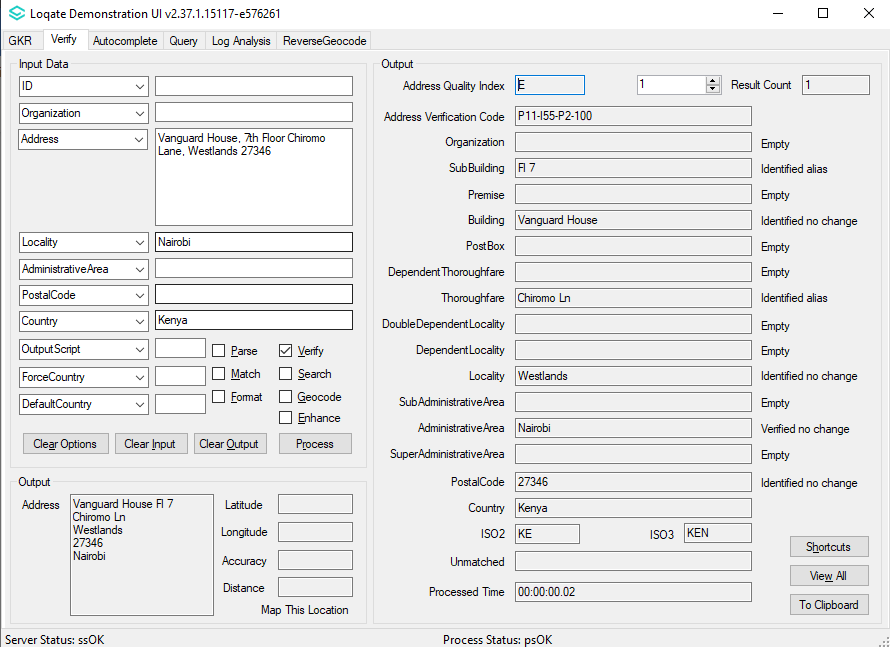 Loqate Demonstration UI v2.37.1.15117-e576261
GKR Verify Autocomplete Query Log Analysis ReverseGeocode
Input Data
ID
Organization
Address Vanguard House, 7th Floor Chiromo
Lane, Westlands 27346
Locality Nairobi
AdministrativeArea
PostalCode
Country Kenya
OutputScript Parse Verify
ForceCountry Match Search
DefaultCountry Format Geocode
Enhance
Clear Options Clear Input Clear Output Process
Output
Address Vanguard House Fl 7
Chiromo Ln
Westlands
27346
Nairobi
Latitude
Longitude
Accuracy
Distance
Map This Location
Output
Address Quality Index E 1 Result Count 1
Address Verification Code P11-I55-P2-100
Organization Empty
SubBuilding Fl 7 Identified alias
Premise Empty
Building Vanguard House Identified no change
PostBox Empty
DependentThoroughfare Empty
Thoroughfare Chiromo Ln Identified alias
DoubleDependentLocality Empty
DependentLocality Empty
Locality Westlands Identified no change
SubAdministrativeArea Empty
AdministrativeArea Nairobi Verified no change
SuperAdministrativeArea Empty
PostalCode 27346 Identified no change
Country Kenya
ISO2 KE ISO3 KEN
Unmatched
Processed Time 00:00:00.02
Shortcuts
View All
To Clipboard
Server Status: ssOK Process Status: psOK